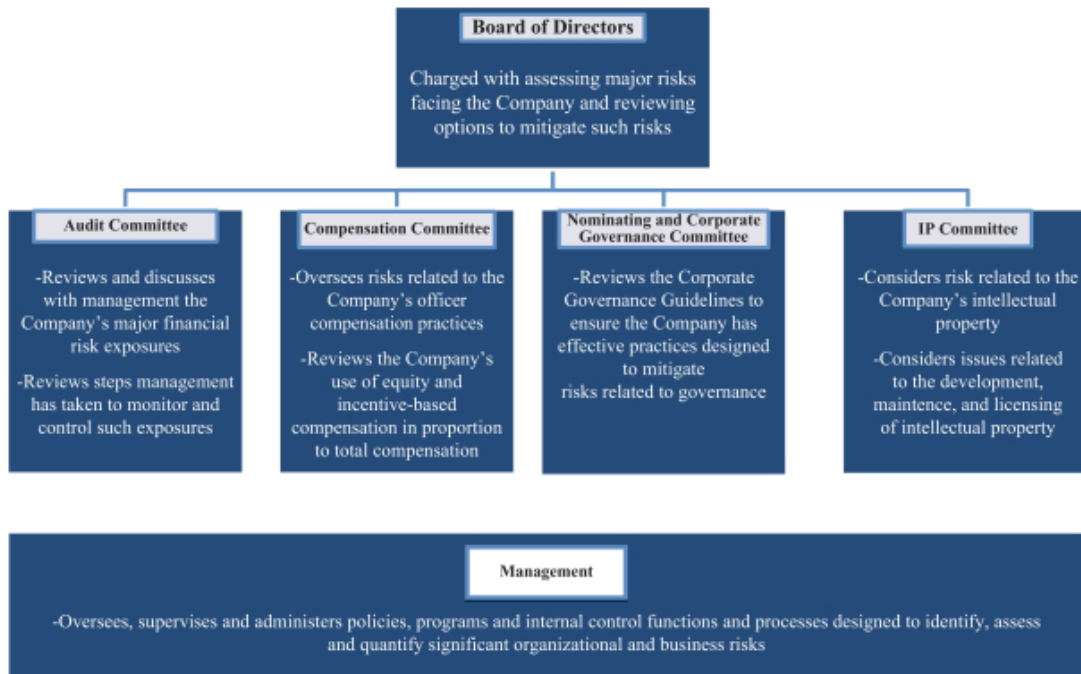 Board of Directors
Charged with assessing major risks
facing the Company and reviewing
options to mitigate such risks
Audit Committee
-Reviews and discusses
with management the
Company's major financial
risk exposures
-Reviews steps management
has taken to monitor and
control such exposures
Compensation Committee
-Oversees risks related to the
Company's officer
compensation practices
-Reviews the Company's
use of equity and
incentive-based
compensation in proportion
to total compensation
Nominating and Corporate
Governance Committee
-Reviews the Corporate
Governance Guidelines to
ensure the Company has
effective practices designed
to mitigate
risks related to governance
IP Committee
-Considers risk related to the
Company's intellectual
property
-Considers issues related
to the development,
maintence, and licensing
of intellectual property
Management
-Oversees, supervises and administers policies, programs and internal control functions and processes designed to identify, assess
and quantify significant organizational and business risks